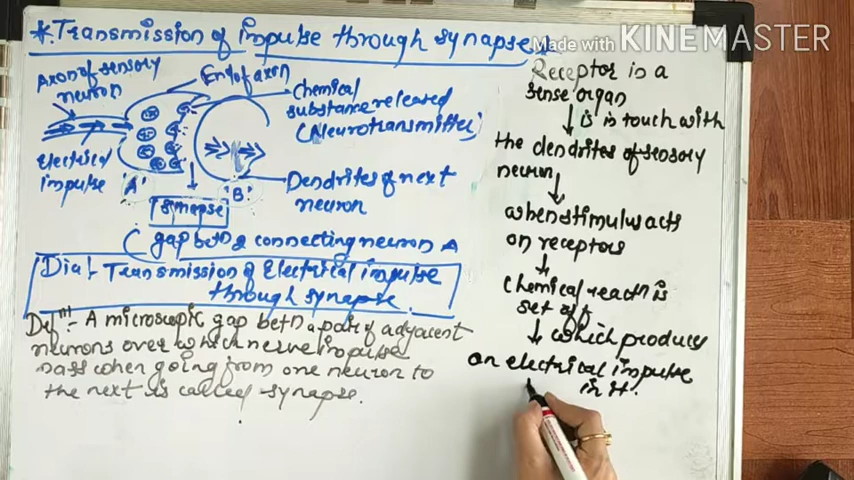 *Transmission of impulse through synapse *
Made with KINEMASTER
Axon of sensory
neuron
End of axon
Chemical
substance released
(Neurotransmitter)
Electrical
impulse
'A'
'B'
Dendrites of next
neuron
synapse
( gap betn 2 connecting neuron A
Dia:- Transmission of Electrical impulse
through synapse
Defn:- A microscopic gap betn a pair of adjacent
neurons over which nerve impulse
pass when going from one neuron to
the next is called synapse.
Receptor in a
sense organ
is in touch with
the dendrites of sensory
neuron
when stimulus acts
on receptors
Chemical reactn is
set off
which produces
an electrical impulse
in it.